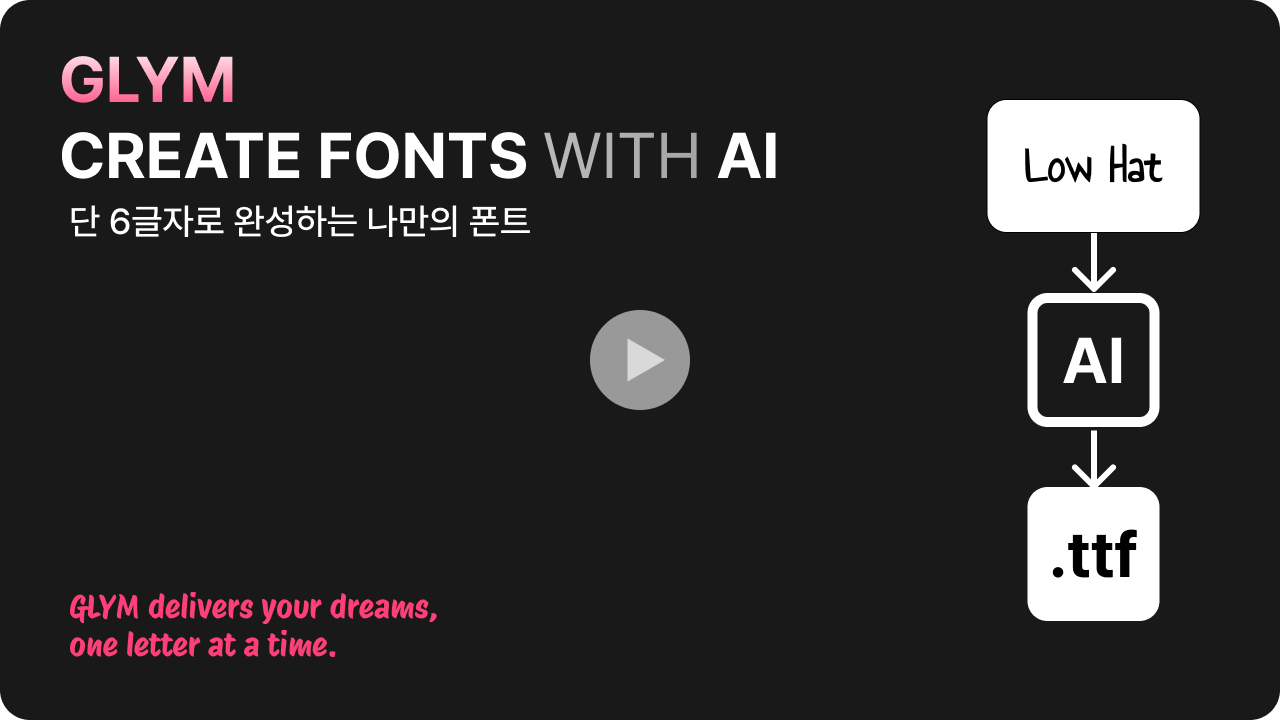 GLYM
CREATE FONTS WITH AI
단 6글자로 완성하는 나만의 폰트
Low Hat
AI
.ttf
GLYM delivers your dreams,
one letter at a time.